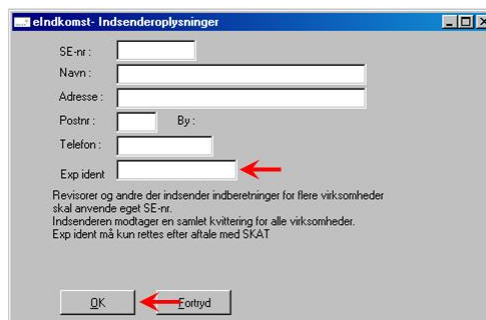 eIndkomst- Indsenderoplysninger
SE-nr :
Navn :
Adresse :
Postnr : By :
Telefon :
Exp ident
Revisorer og andre der indsender indberetninger for flere virksomheder
skal anvende eget SE-nr.
Indsenderen modtager en samlet kvittering for alle virksomheder.
Exp ident må kun rettes efter aftale med SKAT
OK Fortryd